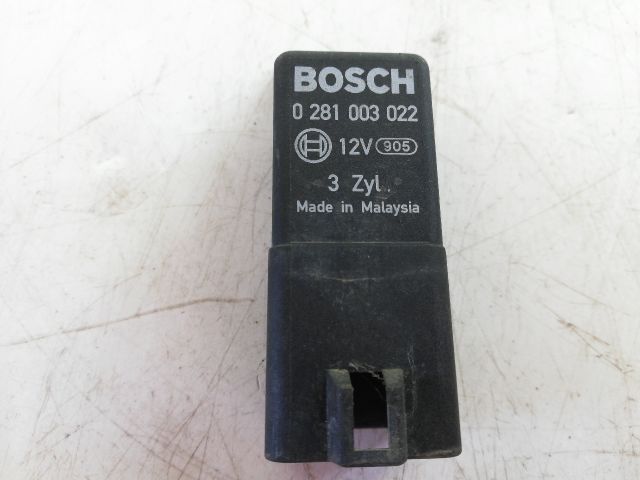 BOSCH
0 281 003 022
12V 905
3 Zyl.
Made in Malaysia